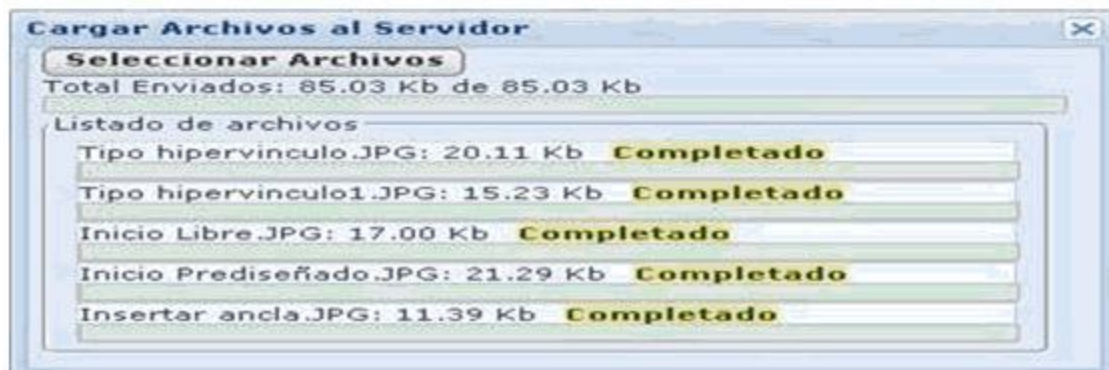 Cargar Archivos al Servidor
Seleccionar Archivos
Total Enviados: 85.03 Kb de 85.03 Kb
Listado de archivos
Tipo hipervinculo.JPG: 20.11 Kb Completado
Tipo hipervinculo1.JPG: 15.23 Kb Completado
Inicio Libre.JPG: 17.00 Kb Completado
Inicio Prediseñado.JPG: 21.29 Kb Completado
Insertar ancla.JPG: 11.39 Kb Completado